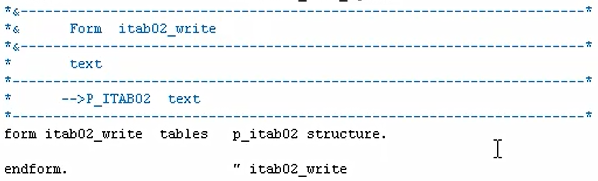 *&---------------------------------------------------------------------*
*&      Form  itab02_write
*&---------------------------------------------------------------------*
*       text
*----------------------------------------------------------------------*
*      -->P_ITAB02  text
*----------------------------------------------------------------------*
form itab02_write  tables   p_itab02 structure.
endform.                    " itab02_write